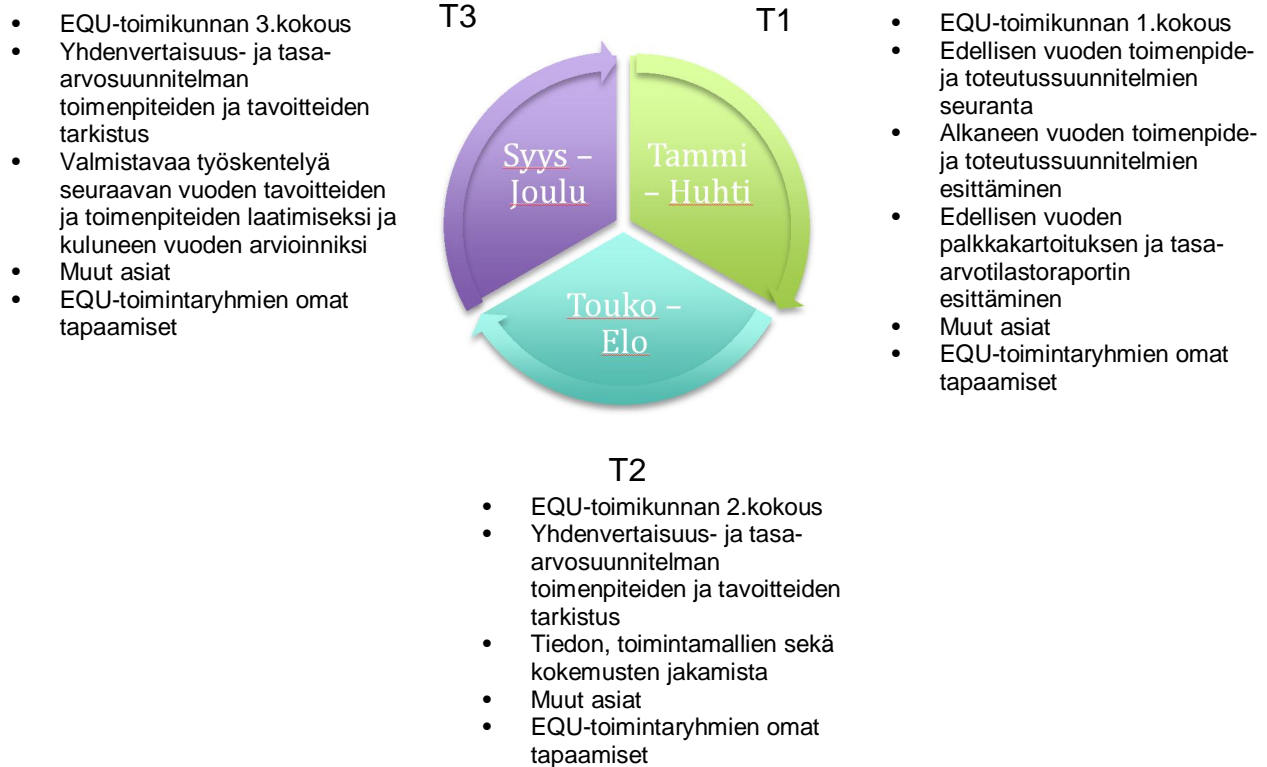 T3
• EQU-toimikunnan 3.kokous
• Yhdenvertaisuus- ja tasa-
arvosuunnitelman
toimenpiteiden ja tavoitteiden
tarkistus
• Valmistavaa työskentelyä
seuraavan vuoden tavoitteiden
ja toimenpiteiden laatimiseksi ja
kuluneen vuoden arvioinniksi
• Muut asiat
• EQU-toimintaryhmien omat
tapaamiset
Syys –
Joulu
T1
Tammi
– Huhti
• EQU-toimikunnan 1.kokous
• Edellisen vuoden toimenpide-
ja toteutussuunnitelmien
seuranta
• Alkaneen vuoden toimenpide-
ja toteutussuunnitelmien
esittäminen
• Edellisen vuoden
palkkakartoituksen ja tasa-
arvotilastoraportin
esittäminen
• Muut asiat
• EQU-toimintaryhmien omat
tapaamiset
Touko –
Elo
T2
• EQU-toimikunnan 2.kokous
• Yhdenvertaisuus- ja tasa-
arvosuunnitelman
toimenpiteiden ja tavoitteiden
tarkistus
• Tiedon, toimintamallien sekä
kokemusten jakamista
• Muut asiat
• EQU-toimintaryhmien omat
tapaamiset